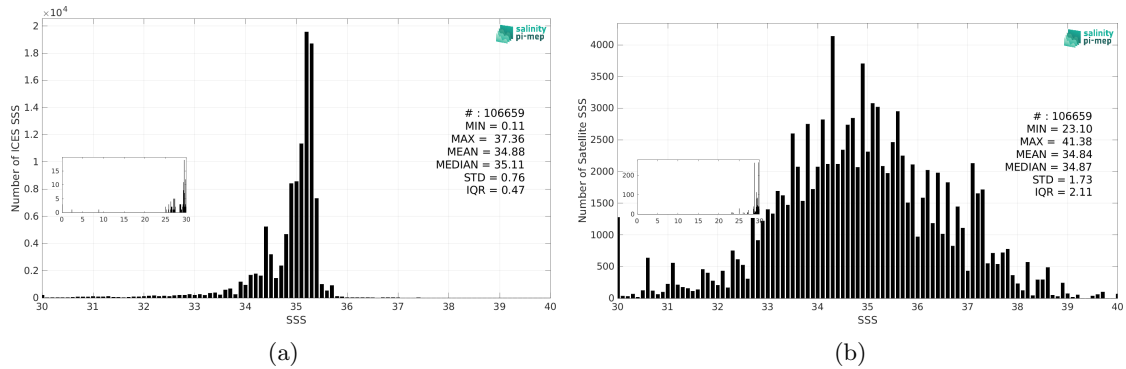 ×10⁴
salinity
pi-mep
2
1.8
1.6
1.4
1.2
1
0.8
0.6
0.4
0.2
0
Number of ICES SSS
# : 106659
MIN = 0.11
MAX = 37.36
MEAN = 34.88
MEDIAN = 35.11
STD = 0.76
IQR = 0.47
15
10
5
0
0 5 10 15 20 25 30
30 31 32 33 34 35 36 37 38 39 40
SSS
(a)
salinity
pi-mep
4000
3500
3000
2500
2000
1500
1000
500
0
Number of Satellite SSS
# : 106659
MIN = 23.10
MAX = 41.38
MEAN = 34.84
MEDIAN = 34.87
STD = 1.73
IQR = 2.11
200
100
0
0 5 10 15 20 25 30
30 31 32 33 34 35 36 37 38 39 40
SSS
(b)